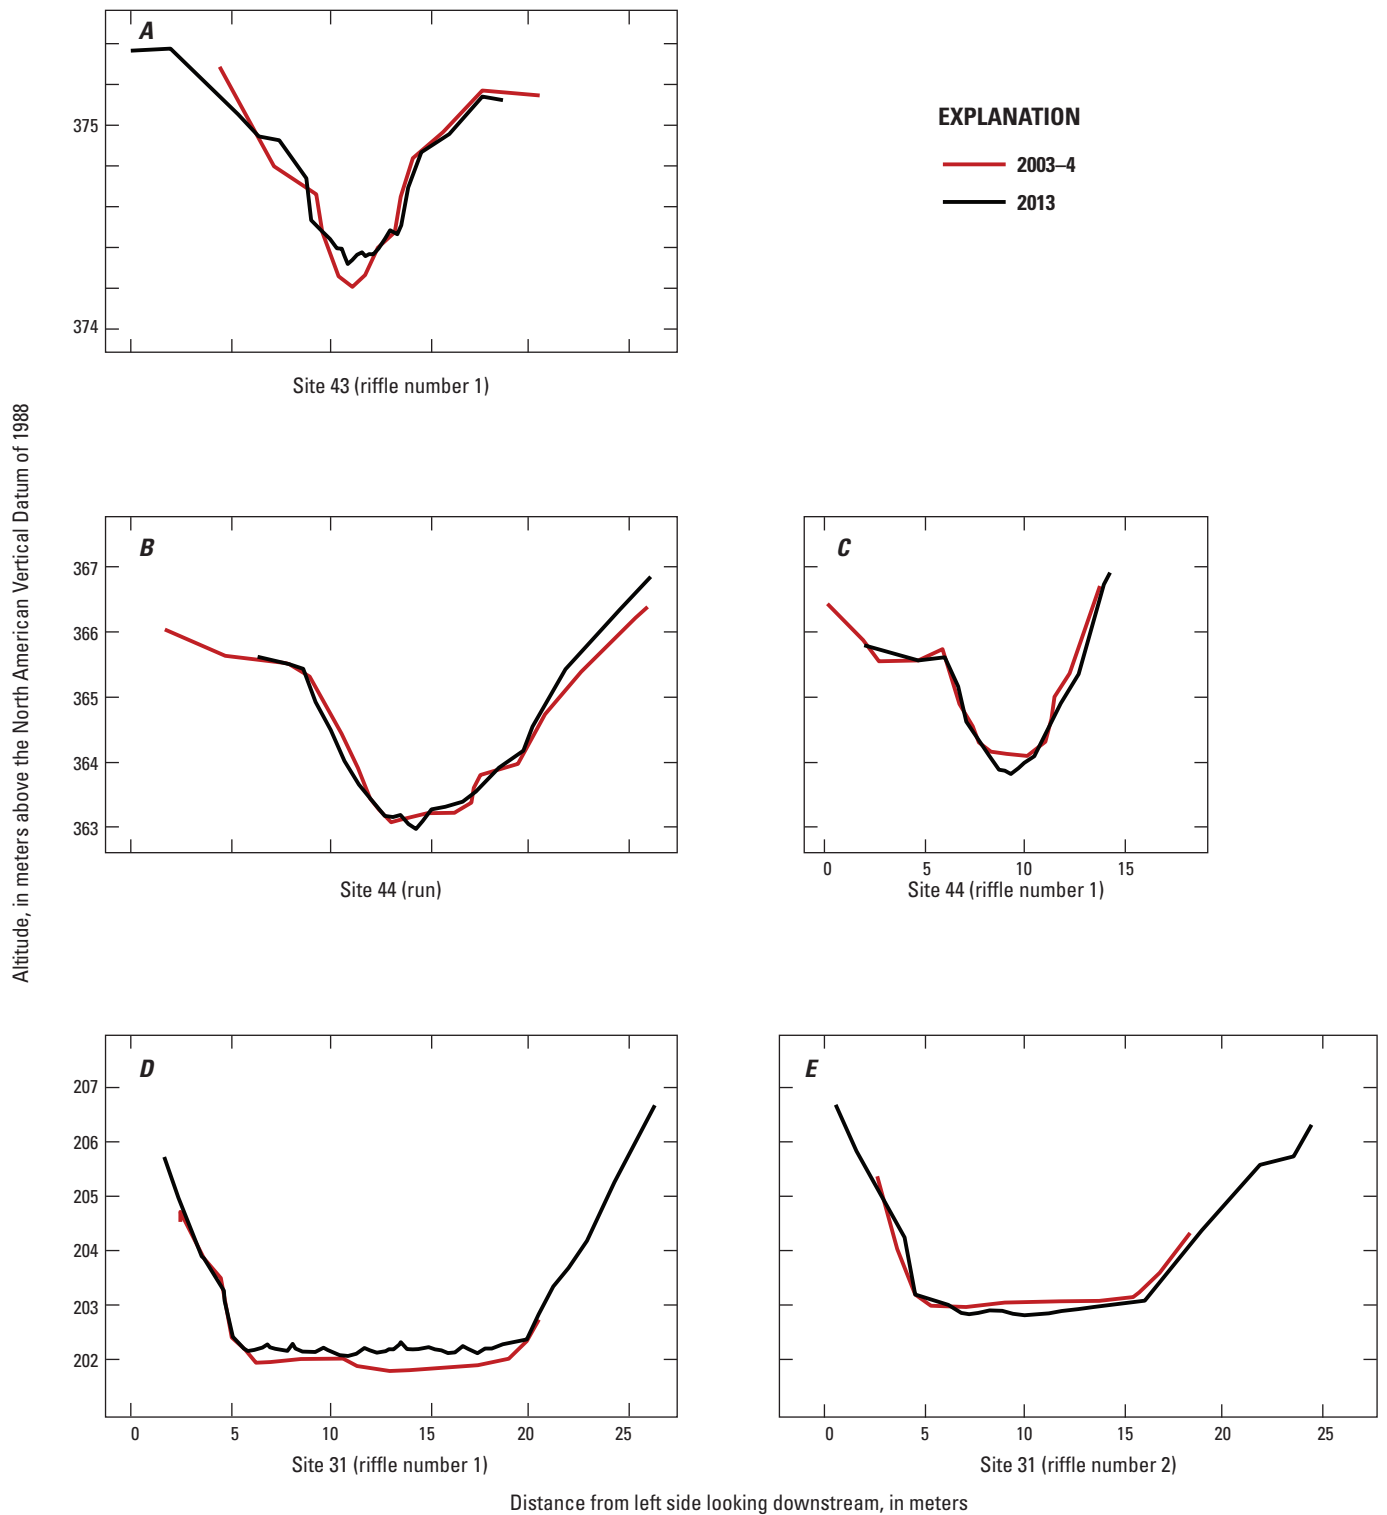 A
375
374
Site 43 (riffle number 1)
EXPLANATION
2003–4
2013
Altitude, in meters above the North American Vertical Datum of 1988
B
367
366
365
364
363
Site 44 (run)
C
0 5 10 15
Site 44 (riffle number 1)
D
207
206
205
204
203
202
0 5 10 15 20 25
Site 31 (riffle number 1)
E
0 5 10 15 20 25
Site 31 (riffle number 2)
Distance from left side looking downstream, in meters